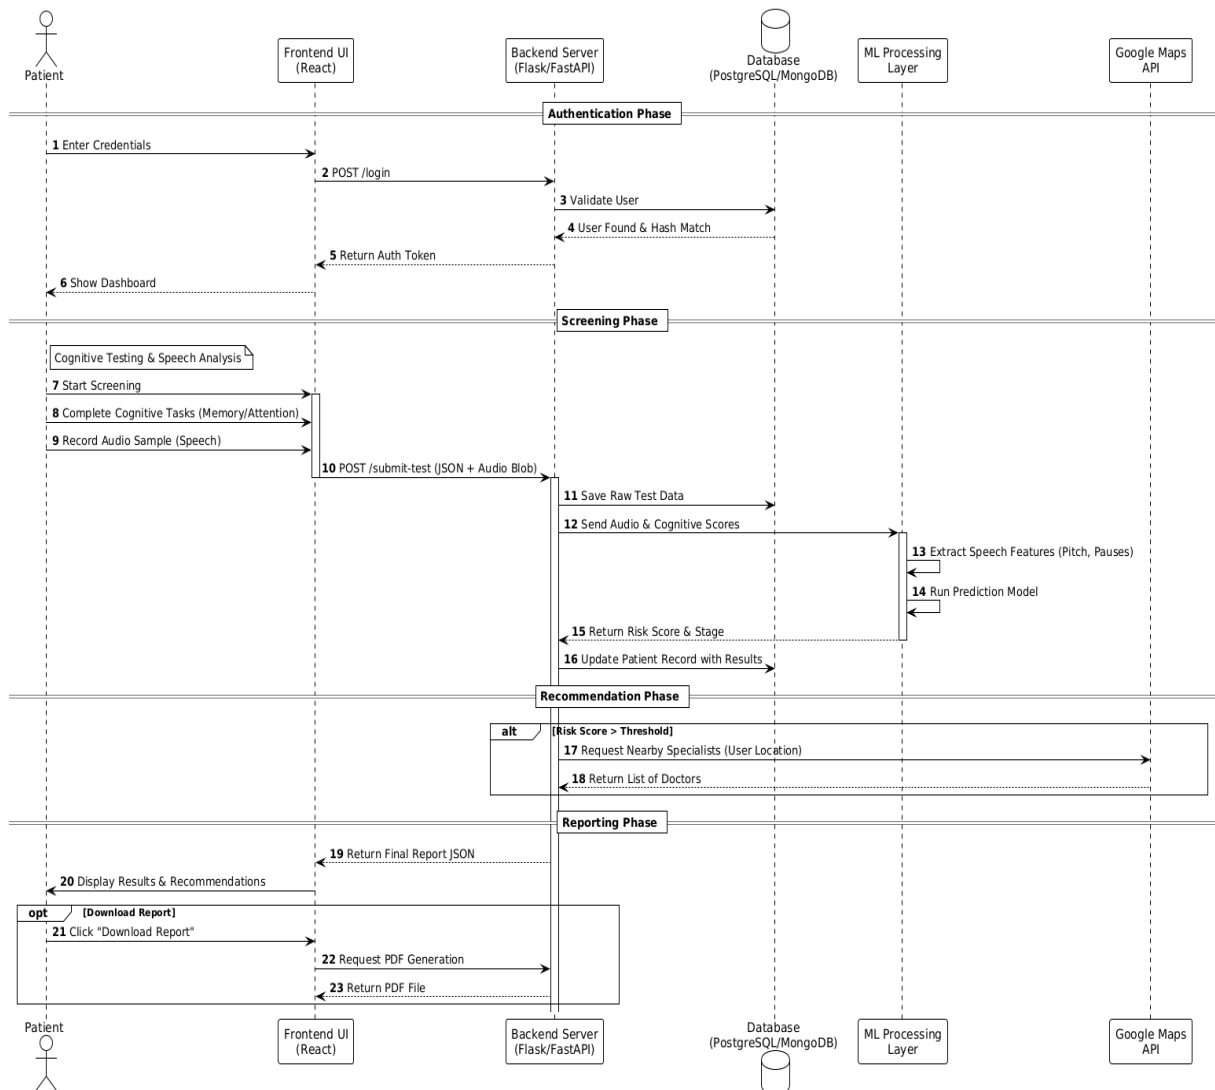 Patient
Frontend UI
(React)
Backend Server
(Flask/FastAPI)
Database
(PostgreSQL/MongoDB)
ML Processing
Layer
Google Maps
API
Authentication Phase
1 Enter Credentials
2 POST /login
3 Validate User
4 User Found & Hash Match
5 Return Auth Token
6 Show Dashboard
Screening Phase
Cognitive Testing & Speech Analysis
7 Start Screening
8 Complete Cognitive Tasks (Memory/Attention)
9 Record Audio Sample (Speech)
10 POST /submit-test (JSON + Audio Blob)
11 Save Raw Test Data
12 Send Audio & Cognitive Scores
13 Extract Speech Features (Pitch, Pauses)
14 Run Prediction Model
15 Return Risk Score & Stage
16 Update Patient Record with Results
Recommendation Phase
alt [Risk Score > Threshold]
17 Request Nearby Specialists (User Location)
18 Return List of Doctors
Reporting Phase
19 Return Final Report JSON
20 Display Results & Recommendations
opt [Download Report]
21 Click "Download Report"
22 Request PDF Generation
23 Return PDF File
Patient
Frontend UI
(React)
Backend Server
(Flask/FastAPI)
Database
(PostgreSQL/MongoDB)
ML Processing
Layer
Google Maps
API